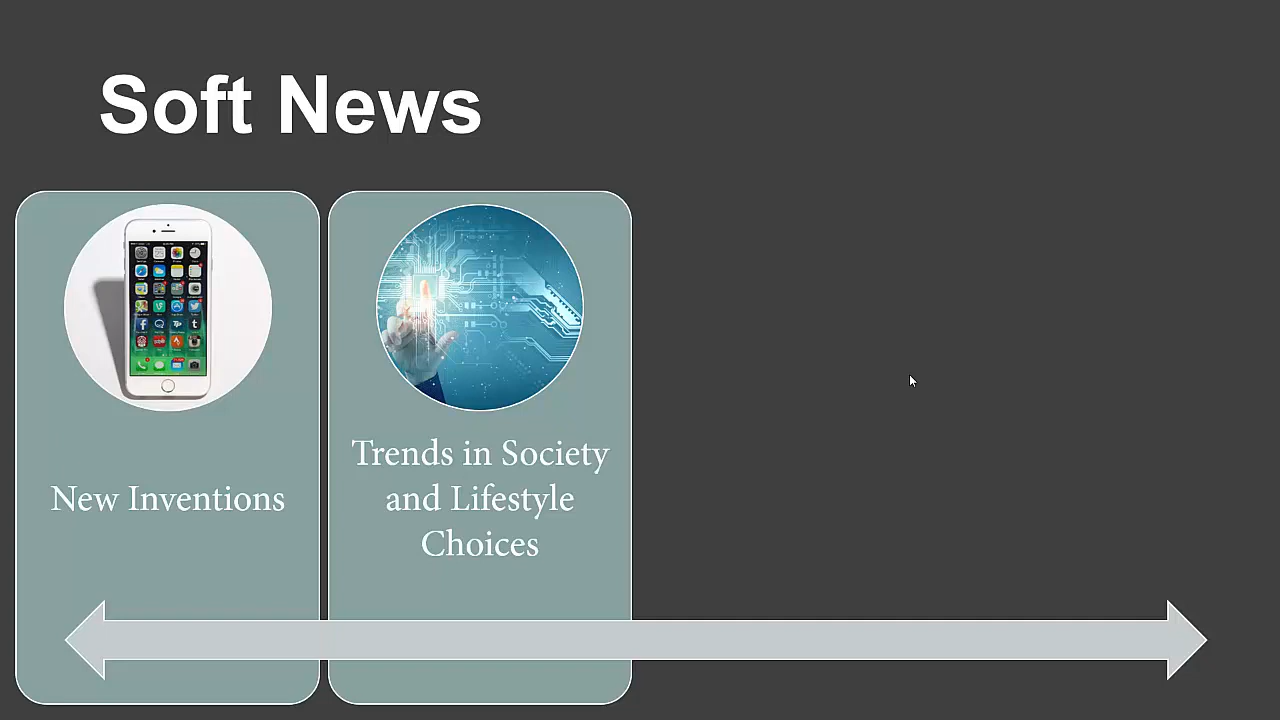 Soft News
New Inventions
Trends in Society
and Lifestyle
Choices